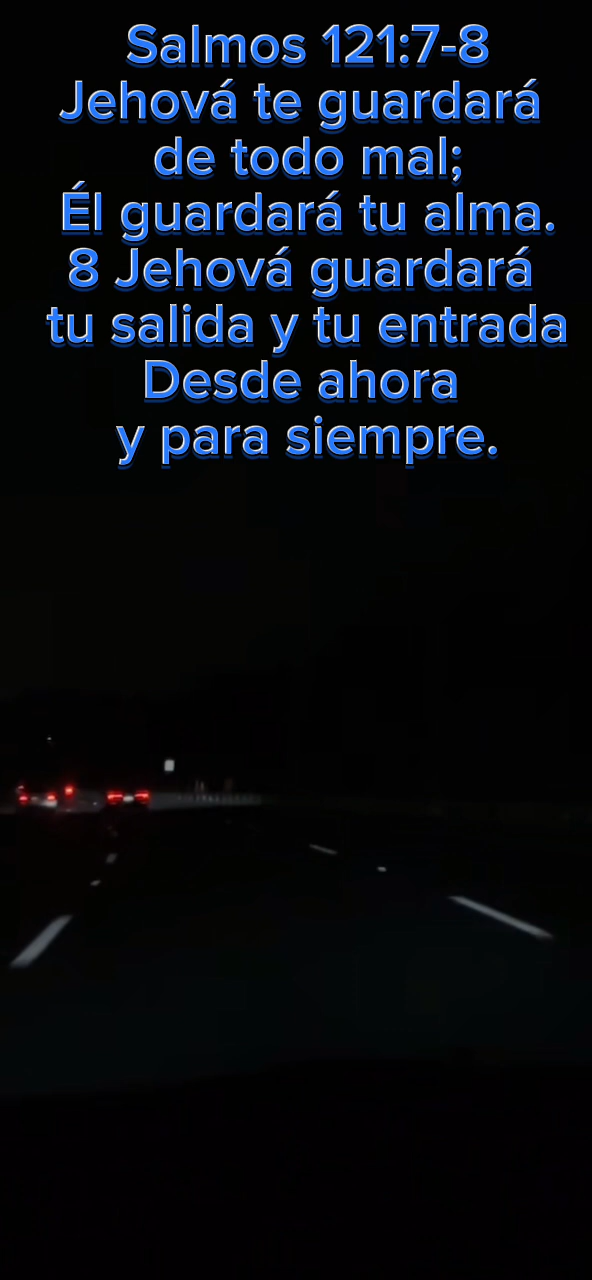 Salmos 121:7-8
Jehová te guardará
de todo mal;
Él guardará tu alma.
8 Jehová guardará
tu salida y tu entrada
Desde ahora
y para siempre.